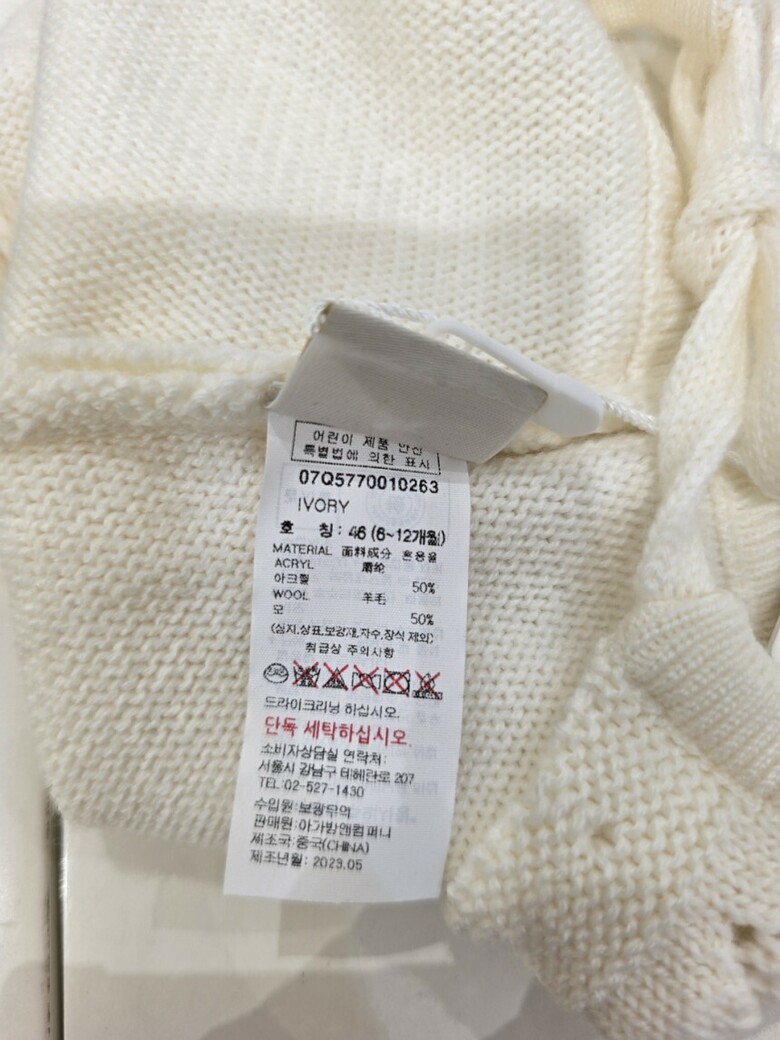 어린이 제품 안전
특별법에 의한 표시
07Q5770010263
IVORY
호 칭: 46 (6~12개월)
MATERIAL 面料成分 혼용율
ACRYL
아크릴 50%
WOOL 羊毛
모 50%
(심지,상표,보강재,자수,장식 제외)
취급상 주의사항
드라이크리닝 하십시오.
단독 세탁하십시오.
소비자상담실 연락처:
서울시 강남구 테헤란로 207
TEL:02-527-1430
수입원:보광무역
판매원:아가방앤컴퍼니
제조국:중국(CHINA)
제조년월: 2023.05